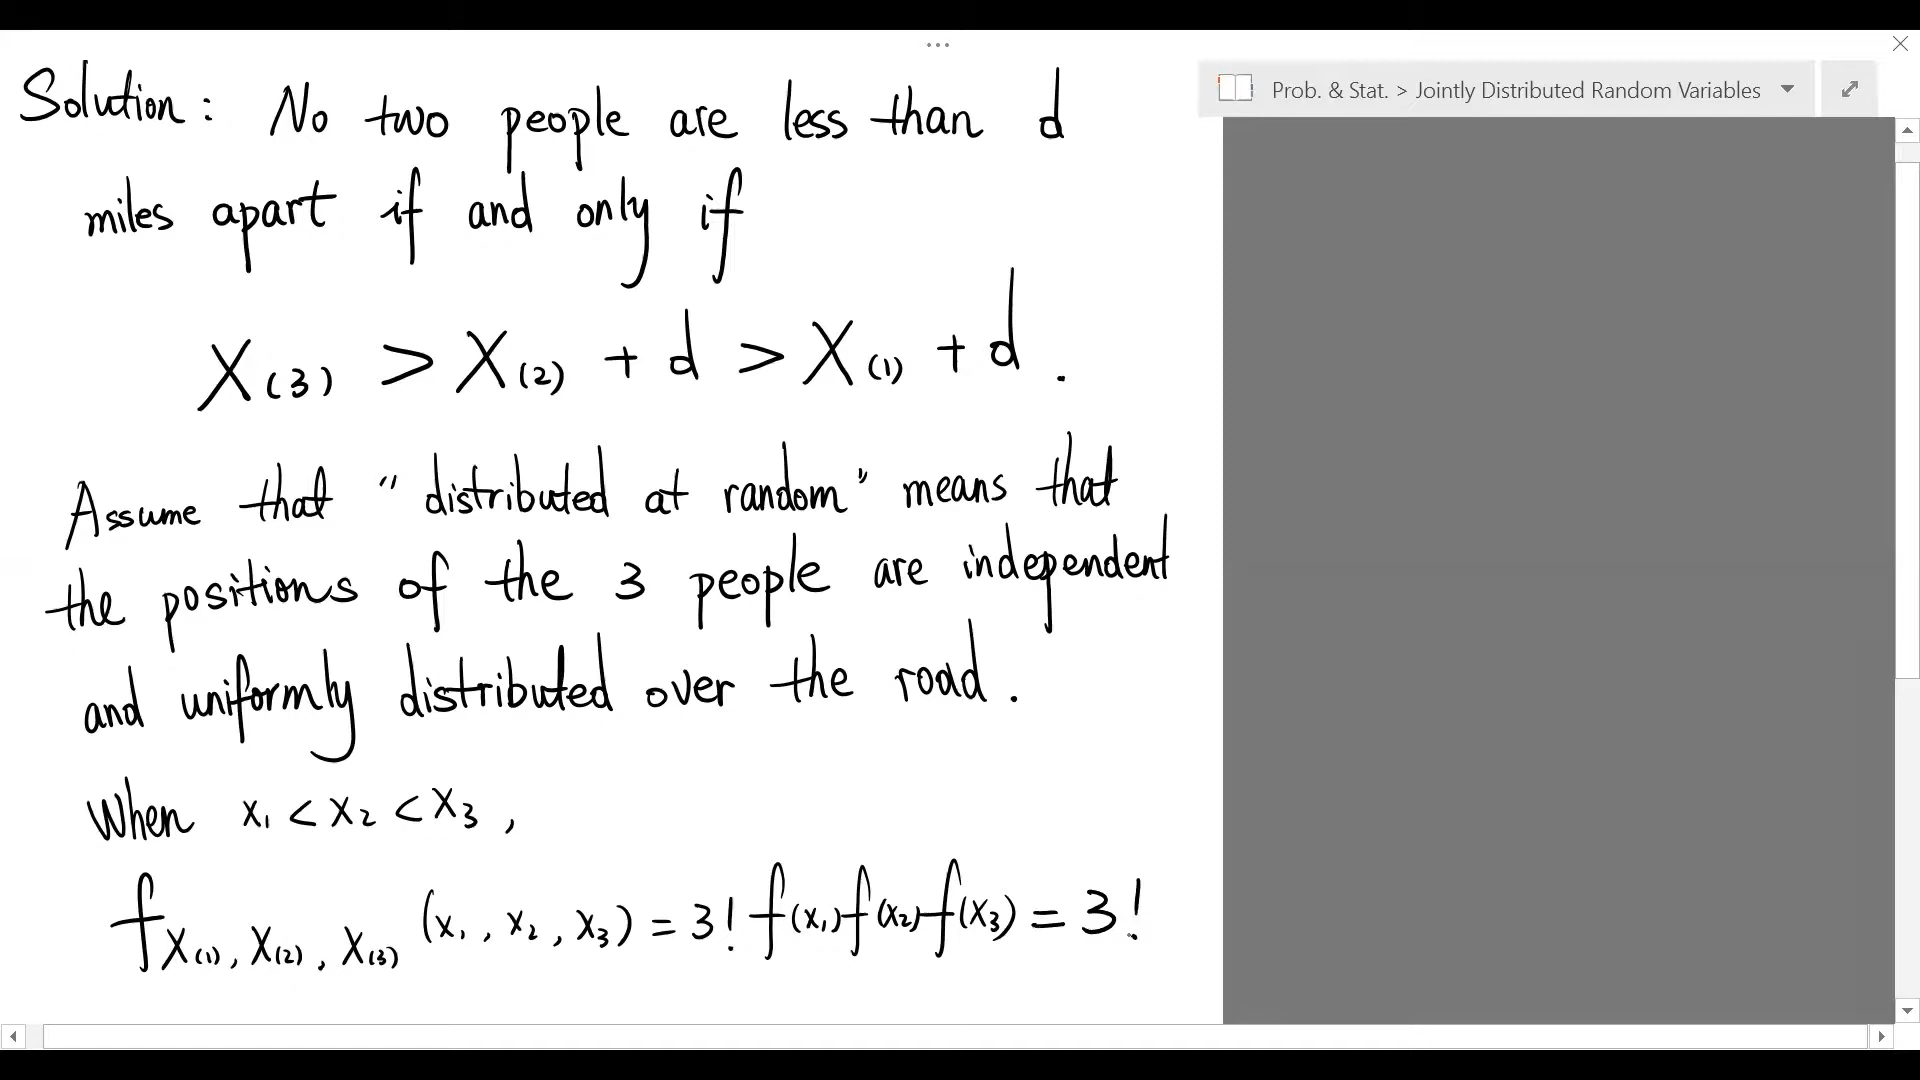 Solution: No two people are less than d
miles apart if and only if
X(3) > X(2) + d > X(1) + d.
Assume that "distributed at random" means that
the positions of the 3 people are independent
and uniformly distributed over the road.
When x₁ < x₂ < x₃,
f X(1), X(2), X(3) (x₁, x₂, x₃) = 3! f(x₁) f(x₂) f(x₃) = 3!
Prob. & Stat. > Jointly Distributed Random Variables